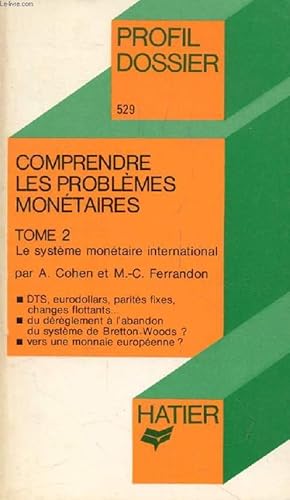 PROFIL
DOSSIER
529
COMPRENDRE
LES PROBLÈMES
MONÉTAIRES
TOME 2
Le système monétaire international
par A. Cohen et M.-C. Ferrandon
■ DTS, eurodollars, parités fixes,
changes flottants...
■ du dérèglement à l'abandon
du système de Bretton-Woods ?
■ vers une monnaie européenne ?
HATIER